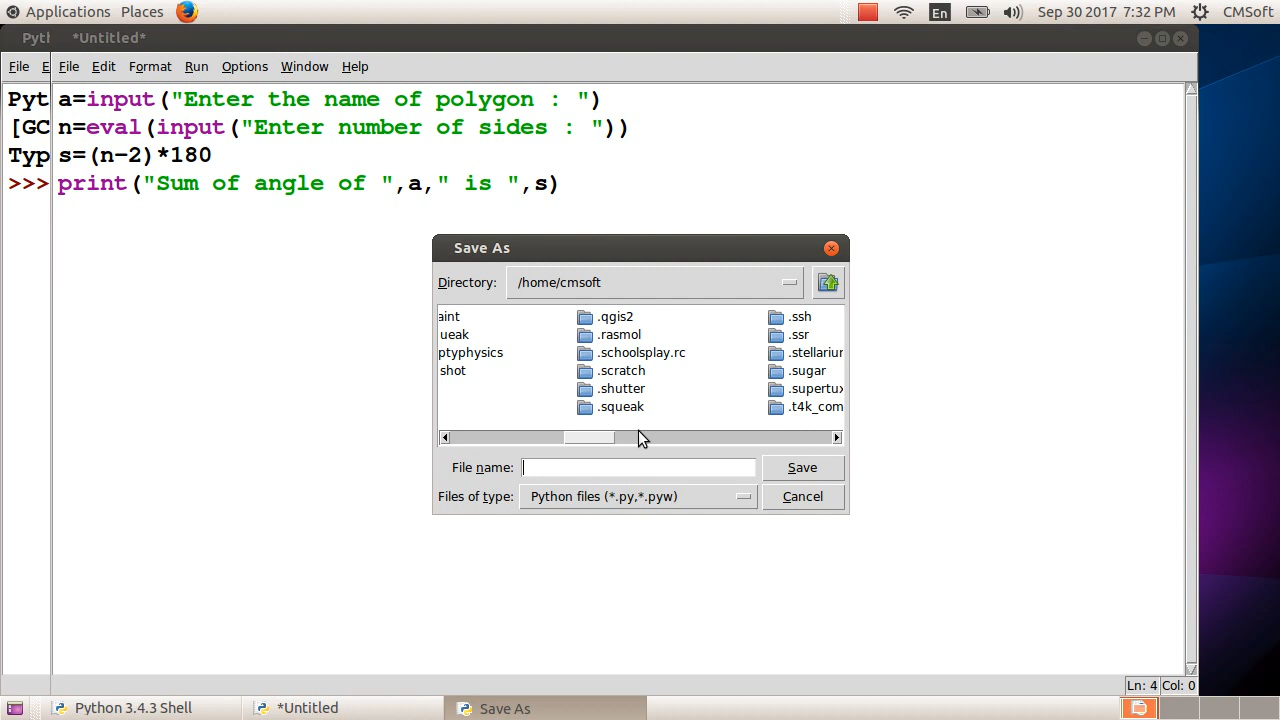 Applications Places En Sep 30 2017 7:32 PM CMSoft
*Untitled*
File Edit Format Run Options Window Help
Pyt a=input("Enter the name of polygon : ")
[GC n=eval(input("Enter number of sides : "))
Typ s=(n-2)*180
>>> print("Sum of angle of ",a," is ",s)
Save As
Directory: /home/cmsoft
aint .qgis2 .ssh
ueak .rasmol .ssr
ptyphysics .schoolsplay.rc .stellariur
shot .scratch .sugar
.shutter .supertux
.squeak .t4k_com
File name: Save
Files of type: Python files (*.py,*.pyw) Cancel
Ln: 4 Col: 0
Python 3.4.3 Shell *Untitled Save As